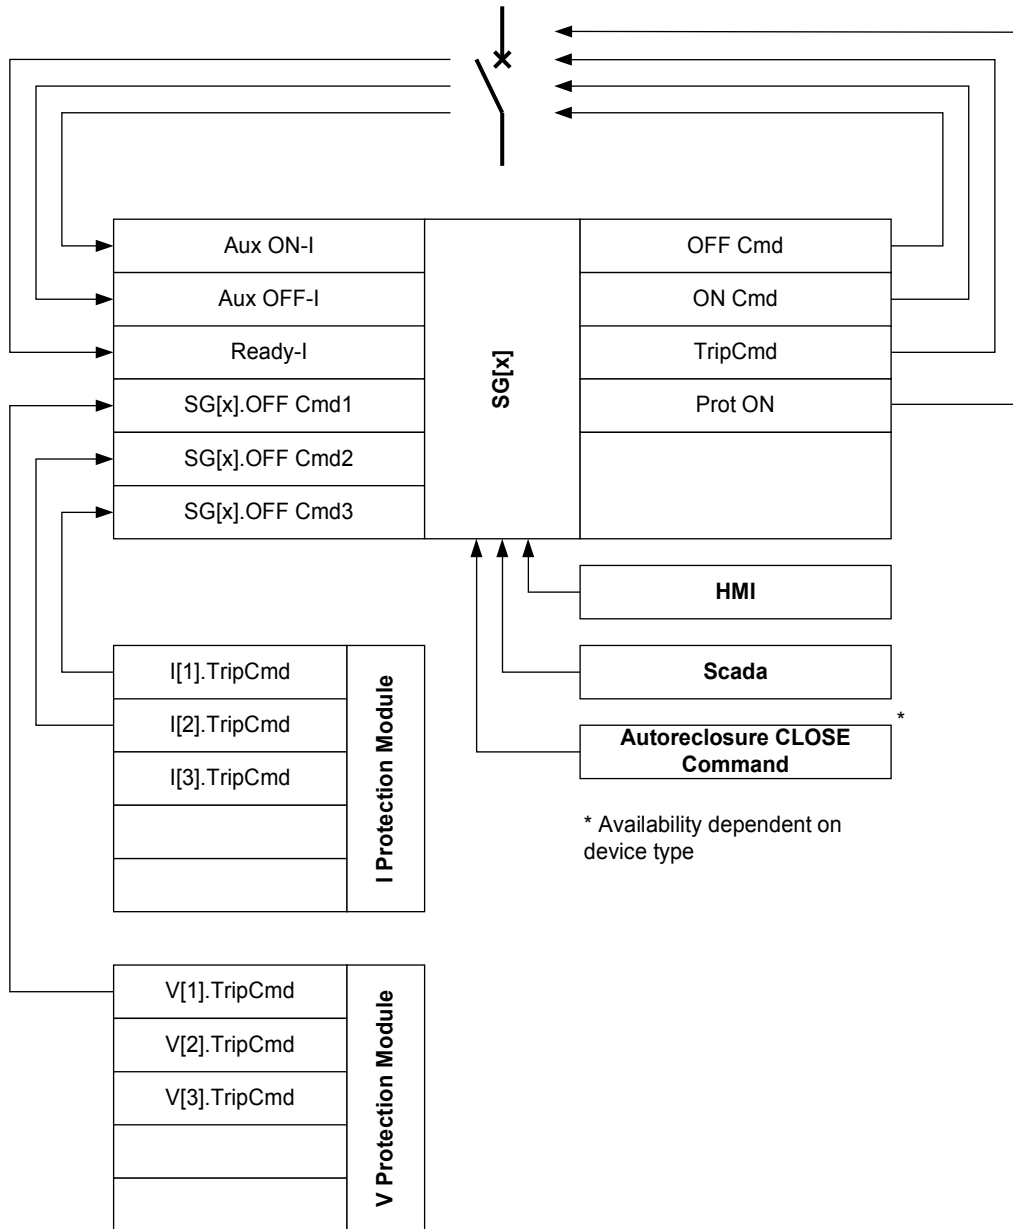 Aux ON-I
OFF Cmd
Aux OFF-I
ON Cmd
Ready-I
TripCmd
SG[x]
SG[x].OFF Cmd1
Prot ON
SG[x].OFF Cmd2
SG[x].OFF Cmd3
HMI
I[1].TripCmd
Scada
I[2].TripCmd
*
Autoreclosure CLOSE
Command
I[3].TripCmd
I Protection Module
* Availability dependent on
device type
V[1].TripCmd
V[2].TripCmd
V[3].TripCmd
V Protection Module